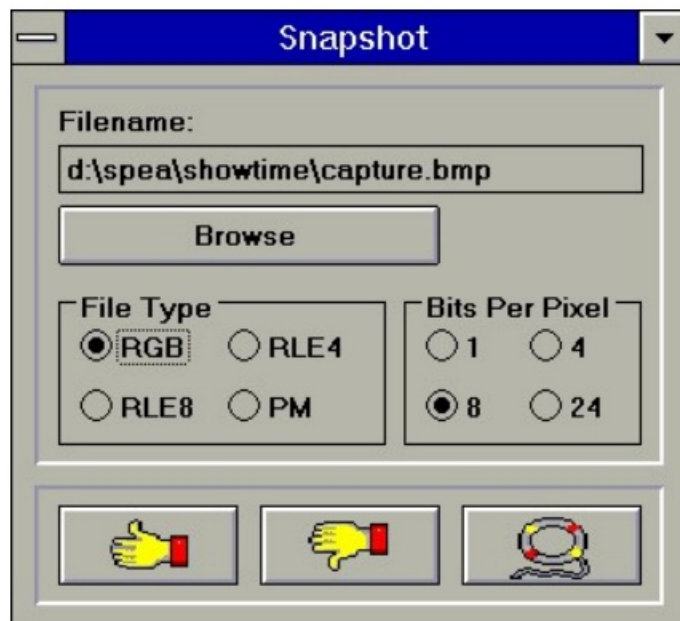 Snapshot
Filename:
d:\spea\showtime\capture.bmp
Browse
File Type
Bits Per Pixel
RGB RLE4
1 4
RLE8 PM
8 24